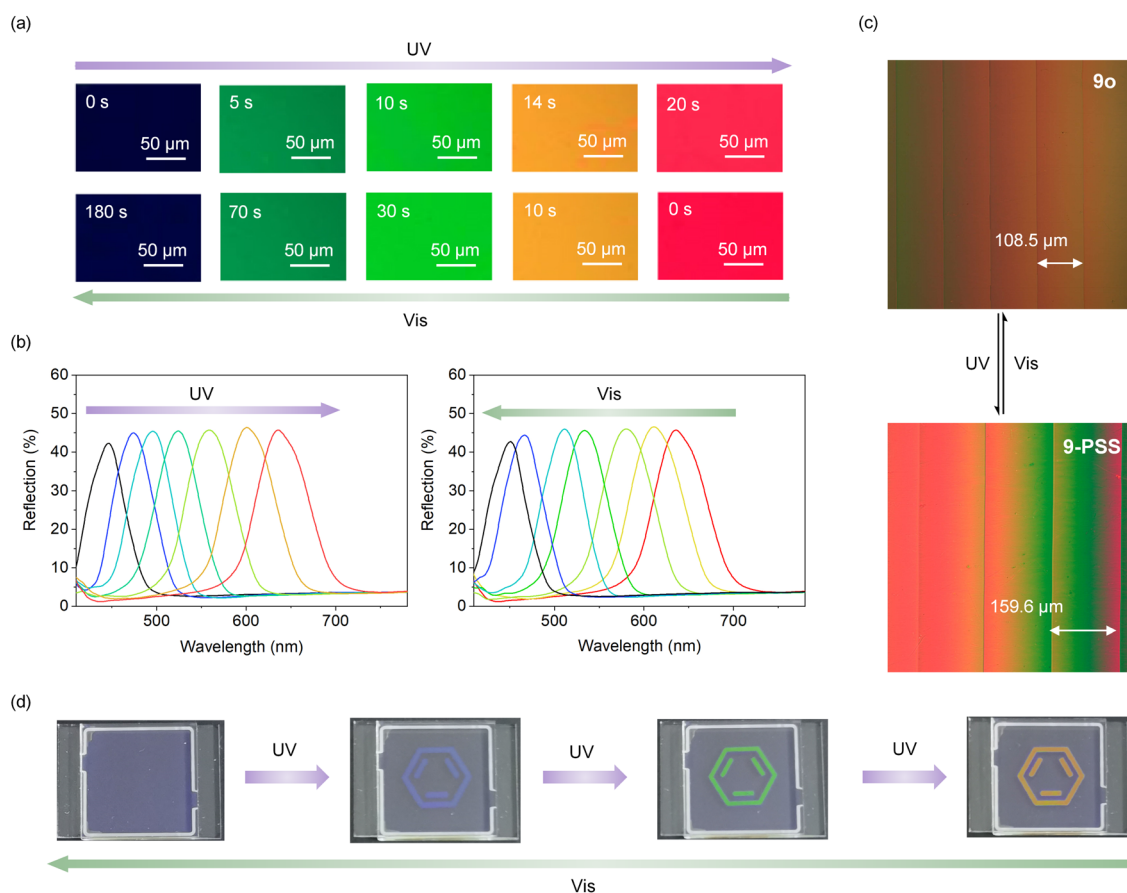 (a)
UV
0 s
5 s
10 s
14 s
20 s
50 µm
50 µm
50 µm
50 µm
50 µm
180 s
70 s
30 s
10 s
0 s
50 µm
50 µm
50 µm
50 µm
50 µm
Vis
(b)
60
50
40
30
20
10
0
Reflection (%)
UV
500
600
700
Wavelength (nm)
60
50
40
30
20
10
0
Reflection (%)
Vis
500
600
700
Wavelength (nm)
(c)
9o
108.5 µm
UV
Vis
9-PSS
159.6 µm
(d)
UV
UV
UV
Vis